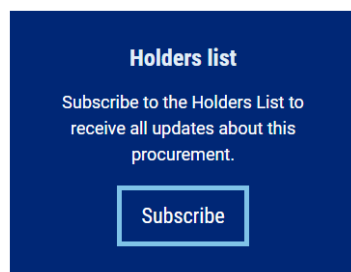 Holders list
Subscribe to the Holders List to
receive all updates about this
procurement.
Subscribe